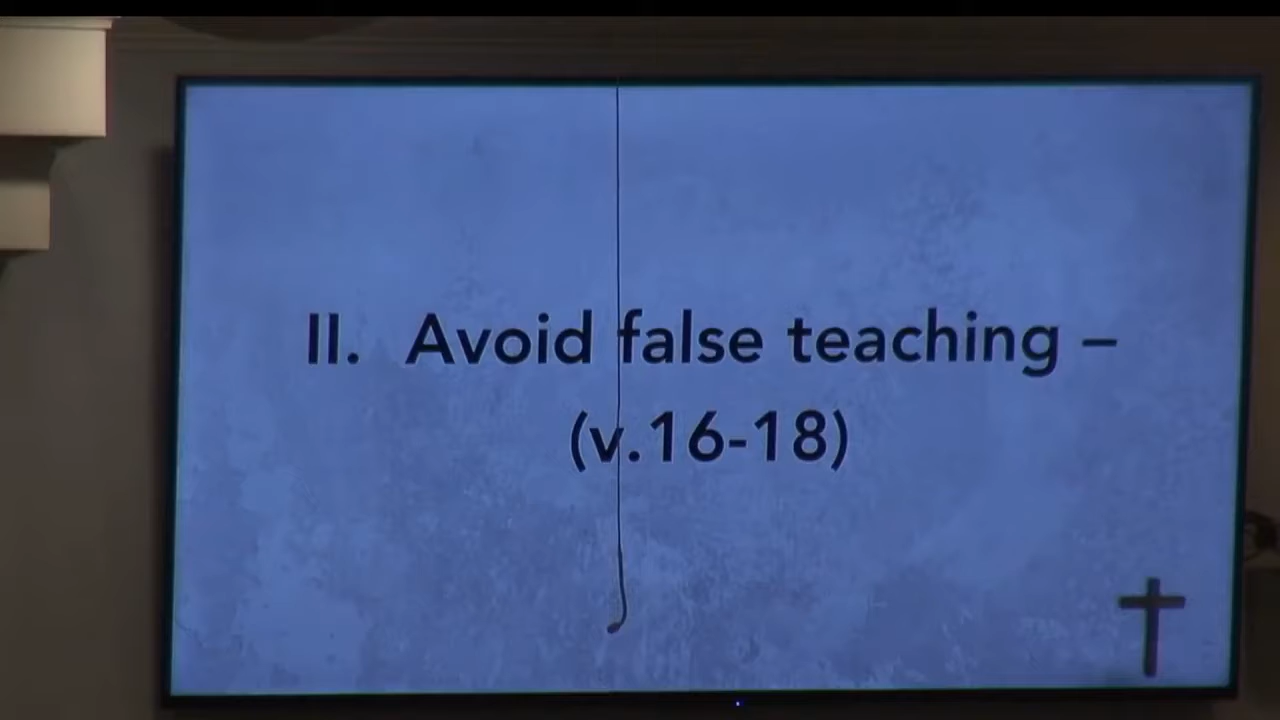 II. Avoid false teaching –
(v.16-18)